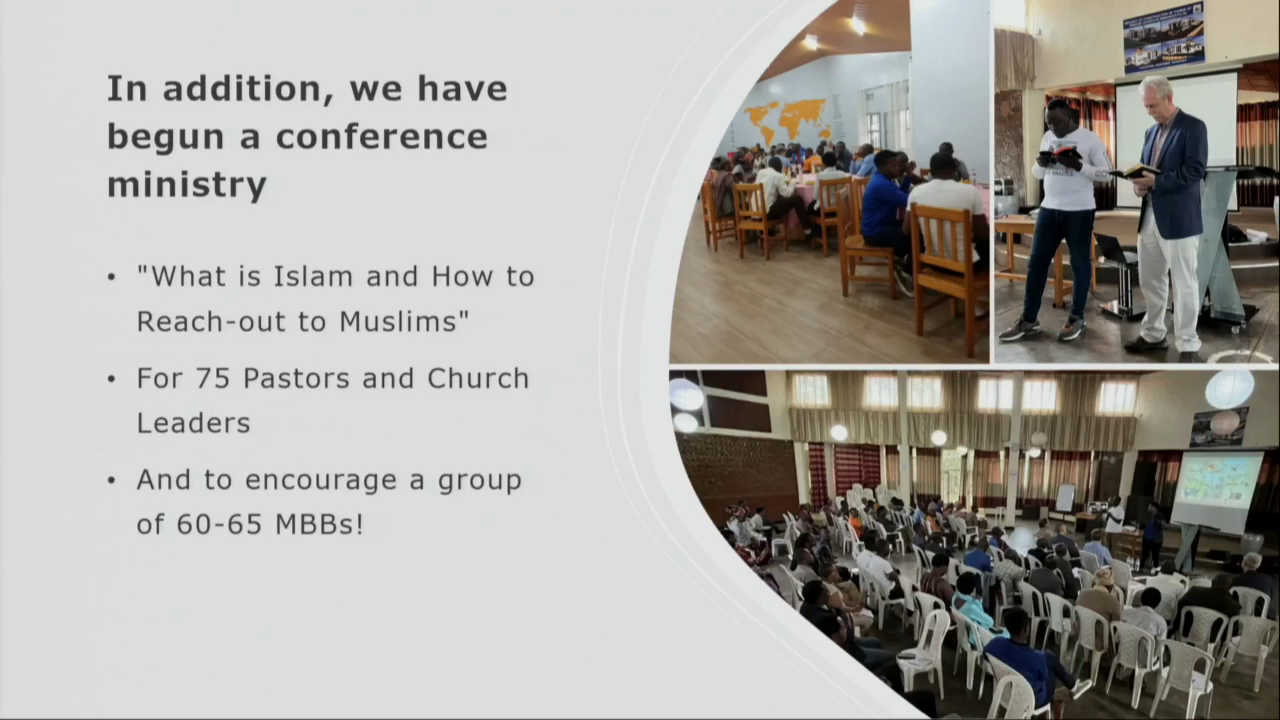 In addition, we have
begun a conference
ministry
• "What is Islam and How to
Reach-out to Muslims"
• For 75 Pastors and Church
Leaders
• And to encourage a group
of 60-65 MBBs!